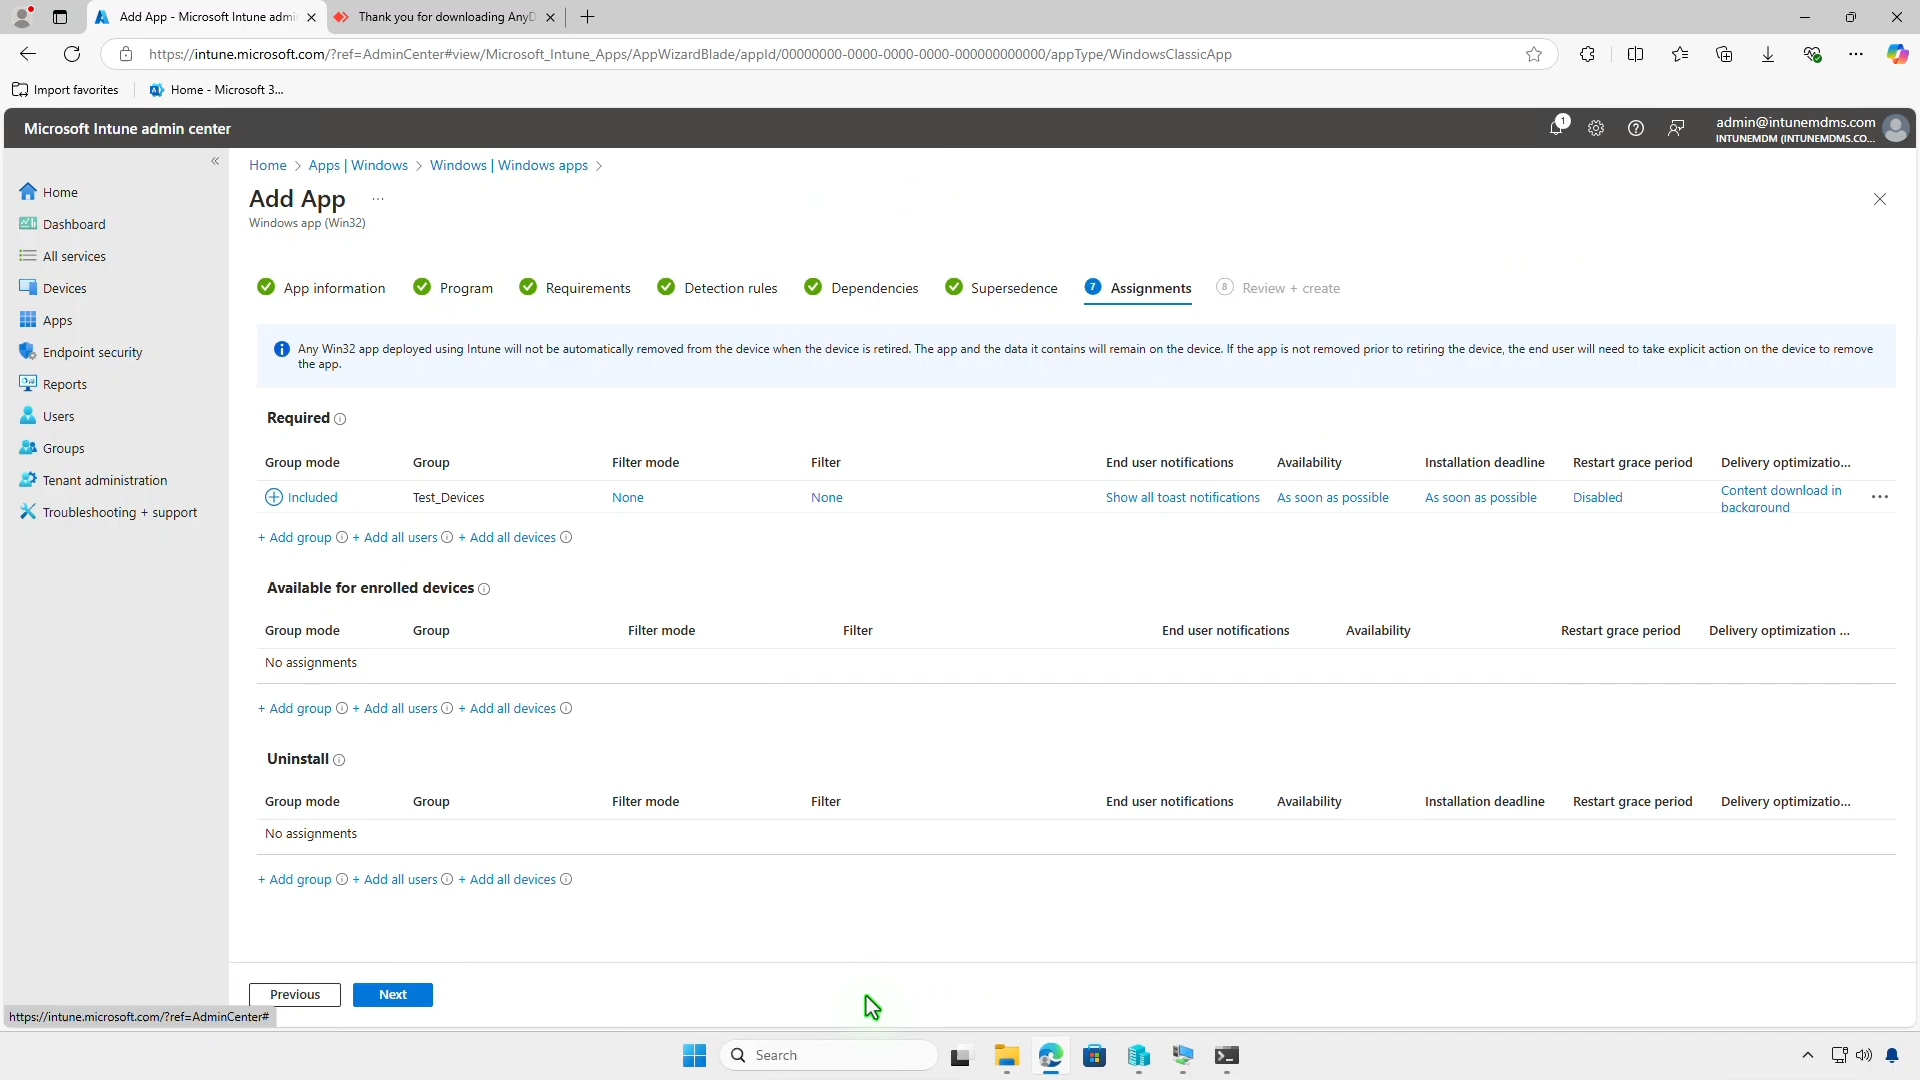 Add App - Microsoft Intune admi
Thank you for downloading AnyD
https://intune.microsoft.com/?ref=AdminCenter#view/Microsoft_Intune_Apps/AppWizardBlade/appId/00000000-0000-0000-0000-000000000000/appType/WindowsClassicApp
Import favorites
Home - Microsoft 3...
Microsoft Intune admin center
1
admin@intunemdms.com
INTUNEMDM (INTUNEMDMS.CO...
«
Home > Apps | Windows > Windows | Windows apps >
Add App ...
Windows app (Win32)
Home
Dashboard
All services
Devices
Apps
Endpoint security
Reports
Users
Groups
Tenant administration
Troubleshooting + support
App information
Program
Requirements
Detection rules
Dependencies
Supersedence
7 Assignments
8 Review + create
Any Win32 app deployed using Intune will not be automatically removed from the device when the device is retired. The app and the data it contains will remain on the device. If the app is not removed prior to retiring the device, the end user will need to take explicit action on the device to remove
the app.
Required
Group mode Group Filter mode Filter End user notifications Availability Installation deadline Restart grace period Delivery optimizatio...
Included Test_Devices None None Show all toast notifications As soon as possible As soon as possible Disabled Content download in
background
...
+ Add group + Add all users + Add all devices
Available for enrolled devices
Group mode Group Filter mode Filter End user notifications Availability Restart grace period Delivery optimization ...
No assignments
+ Add group + Add all users + Add all devices
Uninstall
Group mode Group Filter mode Filter End user notifications Availability Installation deadline Restart grace period Delivery optimizatio...
No assignments
+ Add group + Add all users + Add all devices
Previous
Next
https://intune.microsoft.com/?ref=AdminCenter#
Search